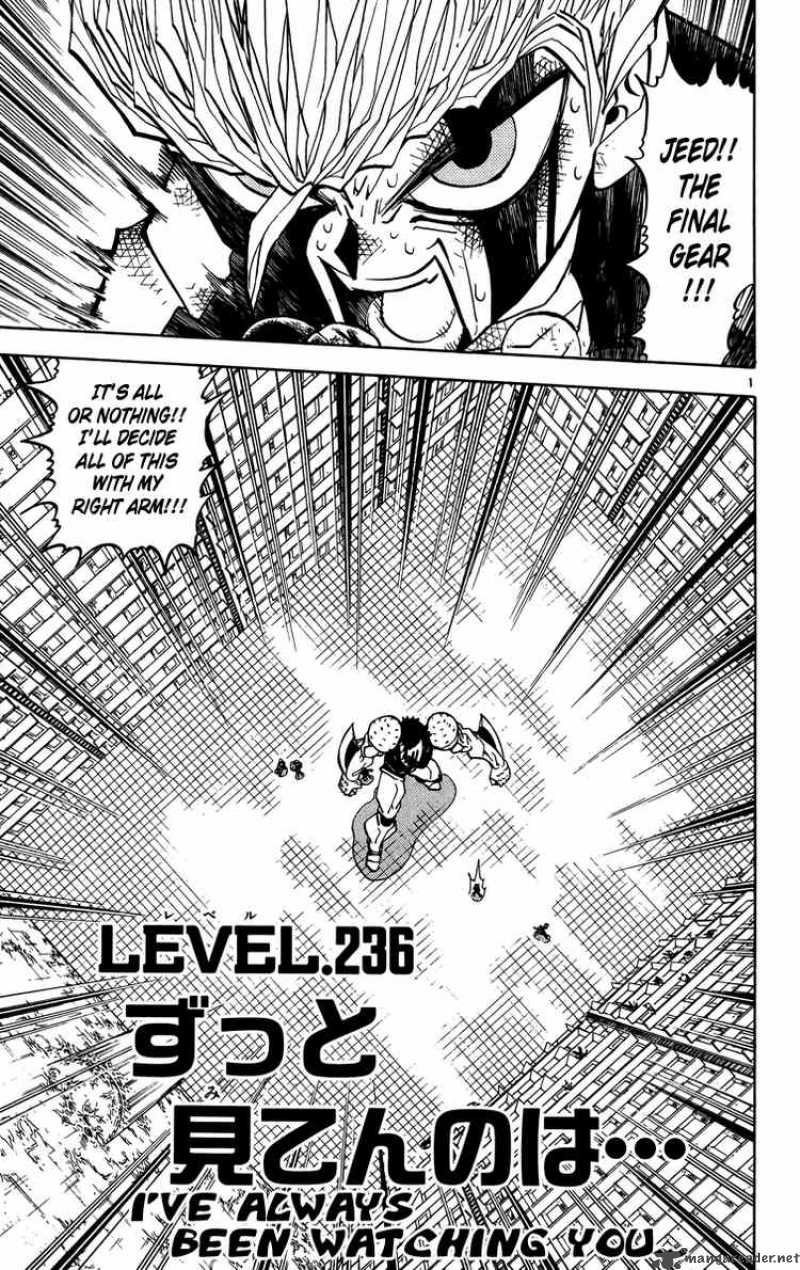 JEED!!
THE
FINAL
GEAR
!!!
1
IT'S ALL
OR NOTHING!!
I'LL DECIDE
ALL OF THIS
WITH MY
RIGHT ARM!!!
レベル
LEVEL.236
ずっと
み
見てんのは…
I'VE ALWAYS
BEEN WATCHING YOU
mangareader.net